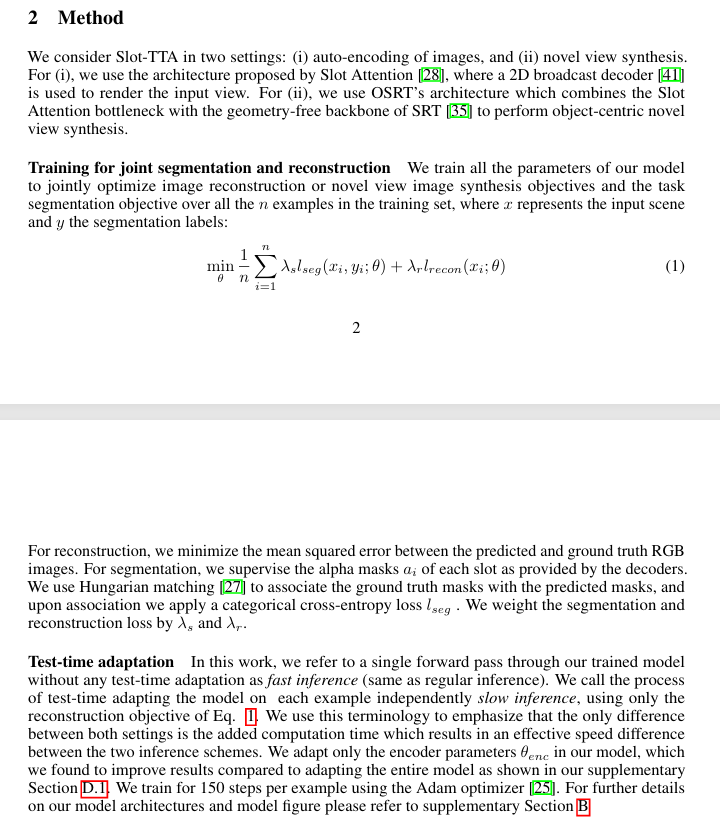 2 Method
We consider Slot-TTA in two settings: (i) auto-encoding of images, and (ii) novel view synthesis.
For (i), we use the architecture proposed by Slot Attention [28], where a 2D broadcast decoder [41]
is used to render the input view. For (ii), we use OSRT's architecture which combines the Slot
Attention bottleneck with the geometry-free backbone of SRT [35] to perform object-centric novel
view synthesis.
Training for joint segmentation and reconstruction We train all the parameters of our model
to jointly optimize image reconstruction or novel view image synthesis objectives and the task
segmentation objective over all the n examples in the training set, where x represents the input scene
and y the segmentation labels:
min_θ 1/n ∑_{i=1}^{n} λ_s l_{seg}(x_i, y_i; θ) + λ_r l_{recon}(x_i; θ) (1)
2
For reconstruction, we minimize the mean squared error between the predicted and ground truth RGB
images. For segmentation, we supervise the alpha masks a_i of each slot as provided by the decoders.
We use Hungarian matching [27] to associate the ground truth masks with the predicted masks, and
upon association we apply a categorical cross-entropy loss l_{seg} . We weight the segmentation and
reconstruction loss by λ_s and λ_r.
Test-time adaptation In this work, we refer to a single forward pass through our trained model
without any test-time adaptation as fast inference (same as regular inference). We call the process
of test-time adapting the model on each example independently slow inference, using only the
reconstruction objective of Eq. 1. We use this terminology to emphasize that the only difference
between both settings is the added computation time which results in an effective speed difference
between the two inference schemes. We adapt only the encoder parameters θ_{enc} in our model, which
we found to improve results compared to adapting the entire model as shown in our supplementary
Section D.1. We train for 150 steps per example using the Adam optimizer [25]. For further details
on our model architectures and model figure please refer to supplementary Section B